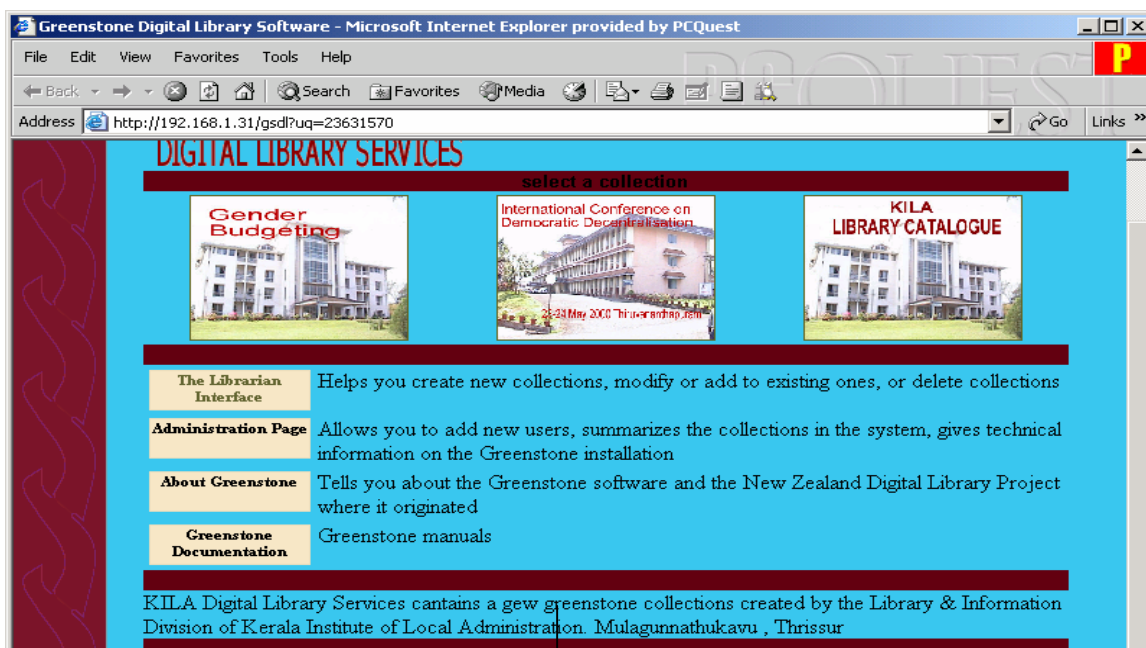 Greenstone Digital Library Software - Microsoft Internet Explorer provided by PCQuest
File Edit View Favorites Tools Help
P
PCQUEST
Back Search Favorites Media
Address http://192.168.1.31/gsdl?uq=23631570 Go Links »
DIGITAL LIBRARY SERVICES
select a collection
Gender
Budgeting
International Conference on
Democratic Decentralisation
23-24 May 2000 Thiruvananthapuram
KILA
LIBRARY CATALOGUE
The Librarian
Interface
Helps you create new collections, modify or add to existing ones, or delete collections
Administration Page
Allows you to add new users, summarizes the collections in the system, gives technical
information on the Greenstone installation
About Greenstone
Tells you about the Greenstone software and the New Zealand Digital Library Project
where it originated
Greenstone
Documentation
Greenstone manuals
KILA Digital Library Services cantains a gew greenstone collections created by the Library & Information
Division of Kerala Institute of Local Administration. Mulagunnathukavu , Thrissur